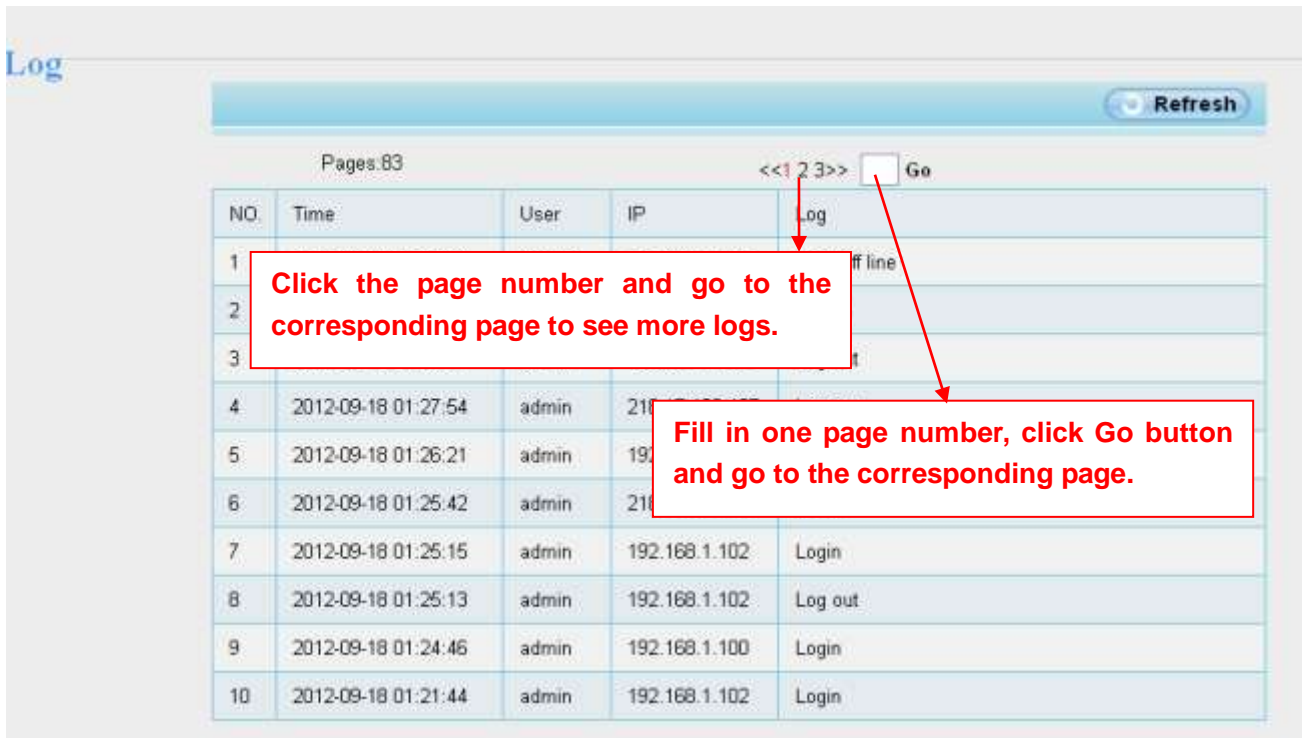 Log
Refresh
Pages:83 <<1 2 3>> Go
NO. Time User IP Log
1 ff line
Click the page number and go to the
2
corresponding page to see more logs.
3
4 2012-09-18 01:27:54 admin
Fill in one page number, click Go button
5 2012-09-18 01:26:21 admin
and go to the corresponding page.
6 2012-09-18 01:25:42 admin
7 2012-09-18 01:25:15 admin 192.168.1.102 Login
8 2012-09-18 01:25:13 admin 192.168.1.102 Log out
9 2012-09-18 01:24:46 admin 192.168.1.100 Login
10 2012-09-18 01:21:44 admin 192.168.1.102 Login